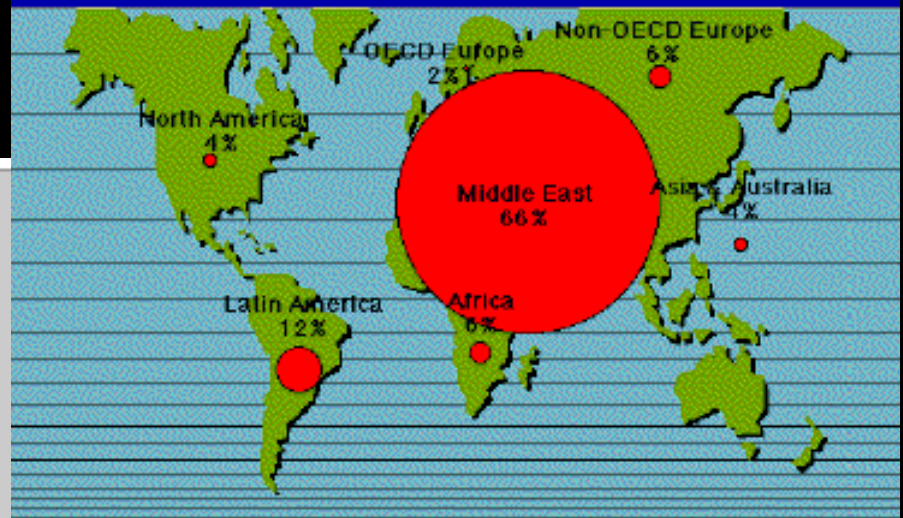 Non-OECD Europe
6%
OECD Europe
2%
North America
4%
Middle East
66%
Asia & Australia
4%
Latin America
12%
Africa
6%